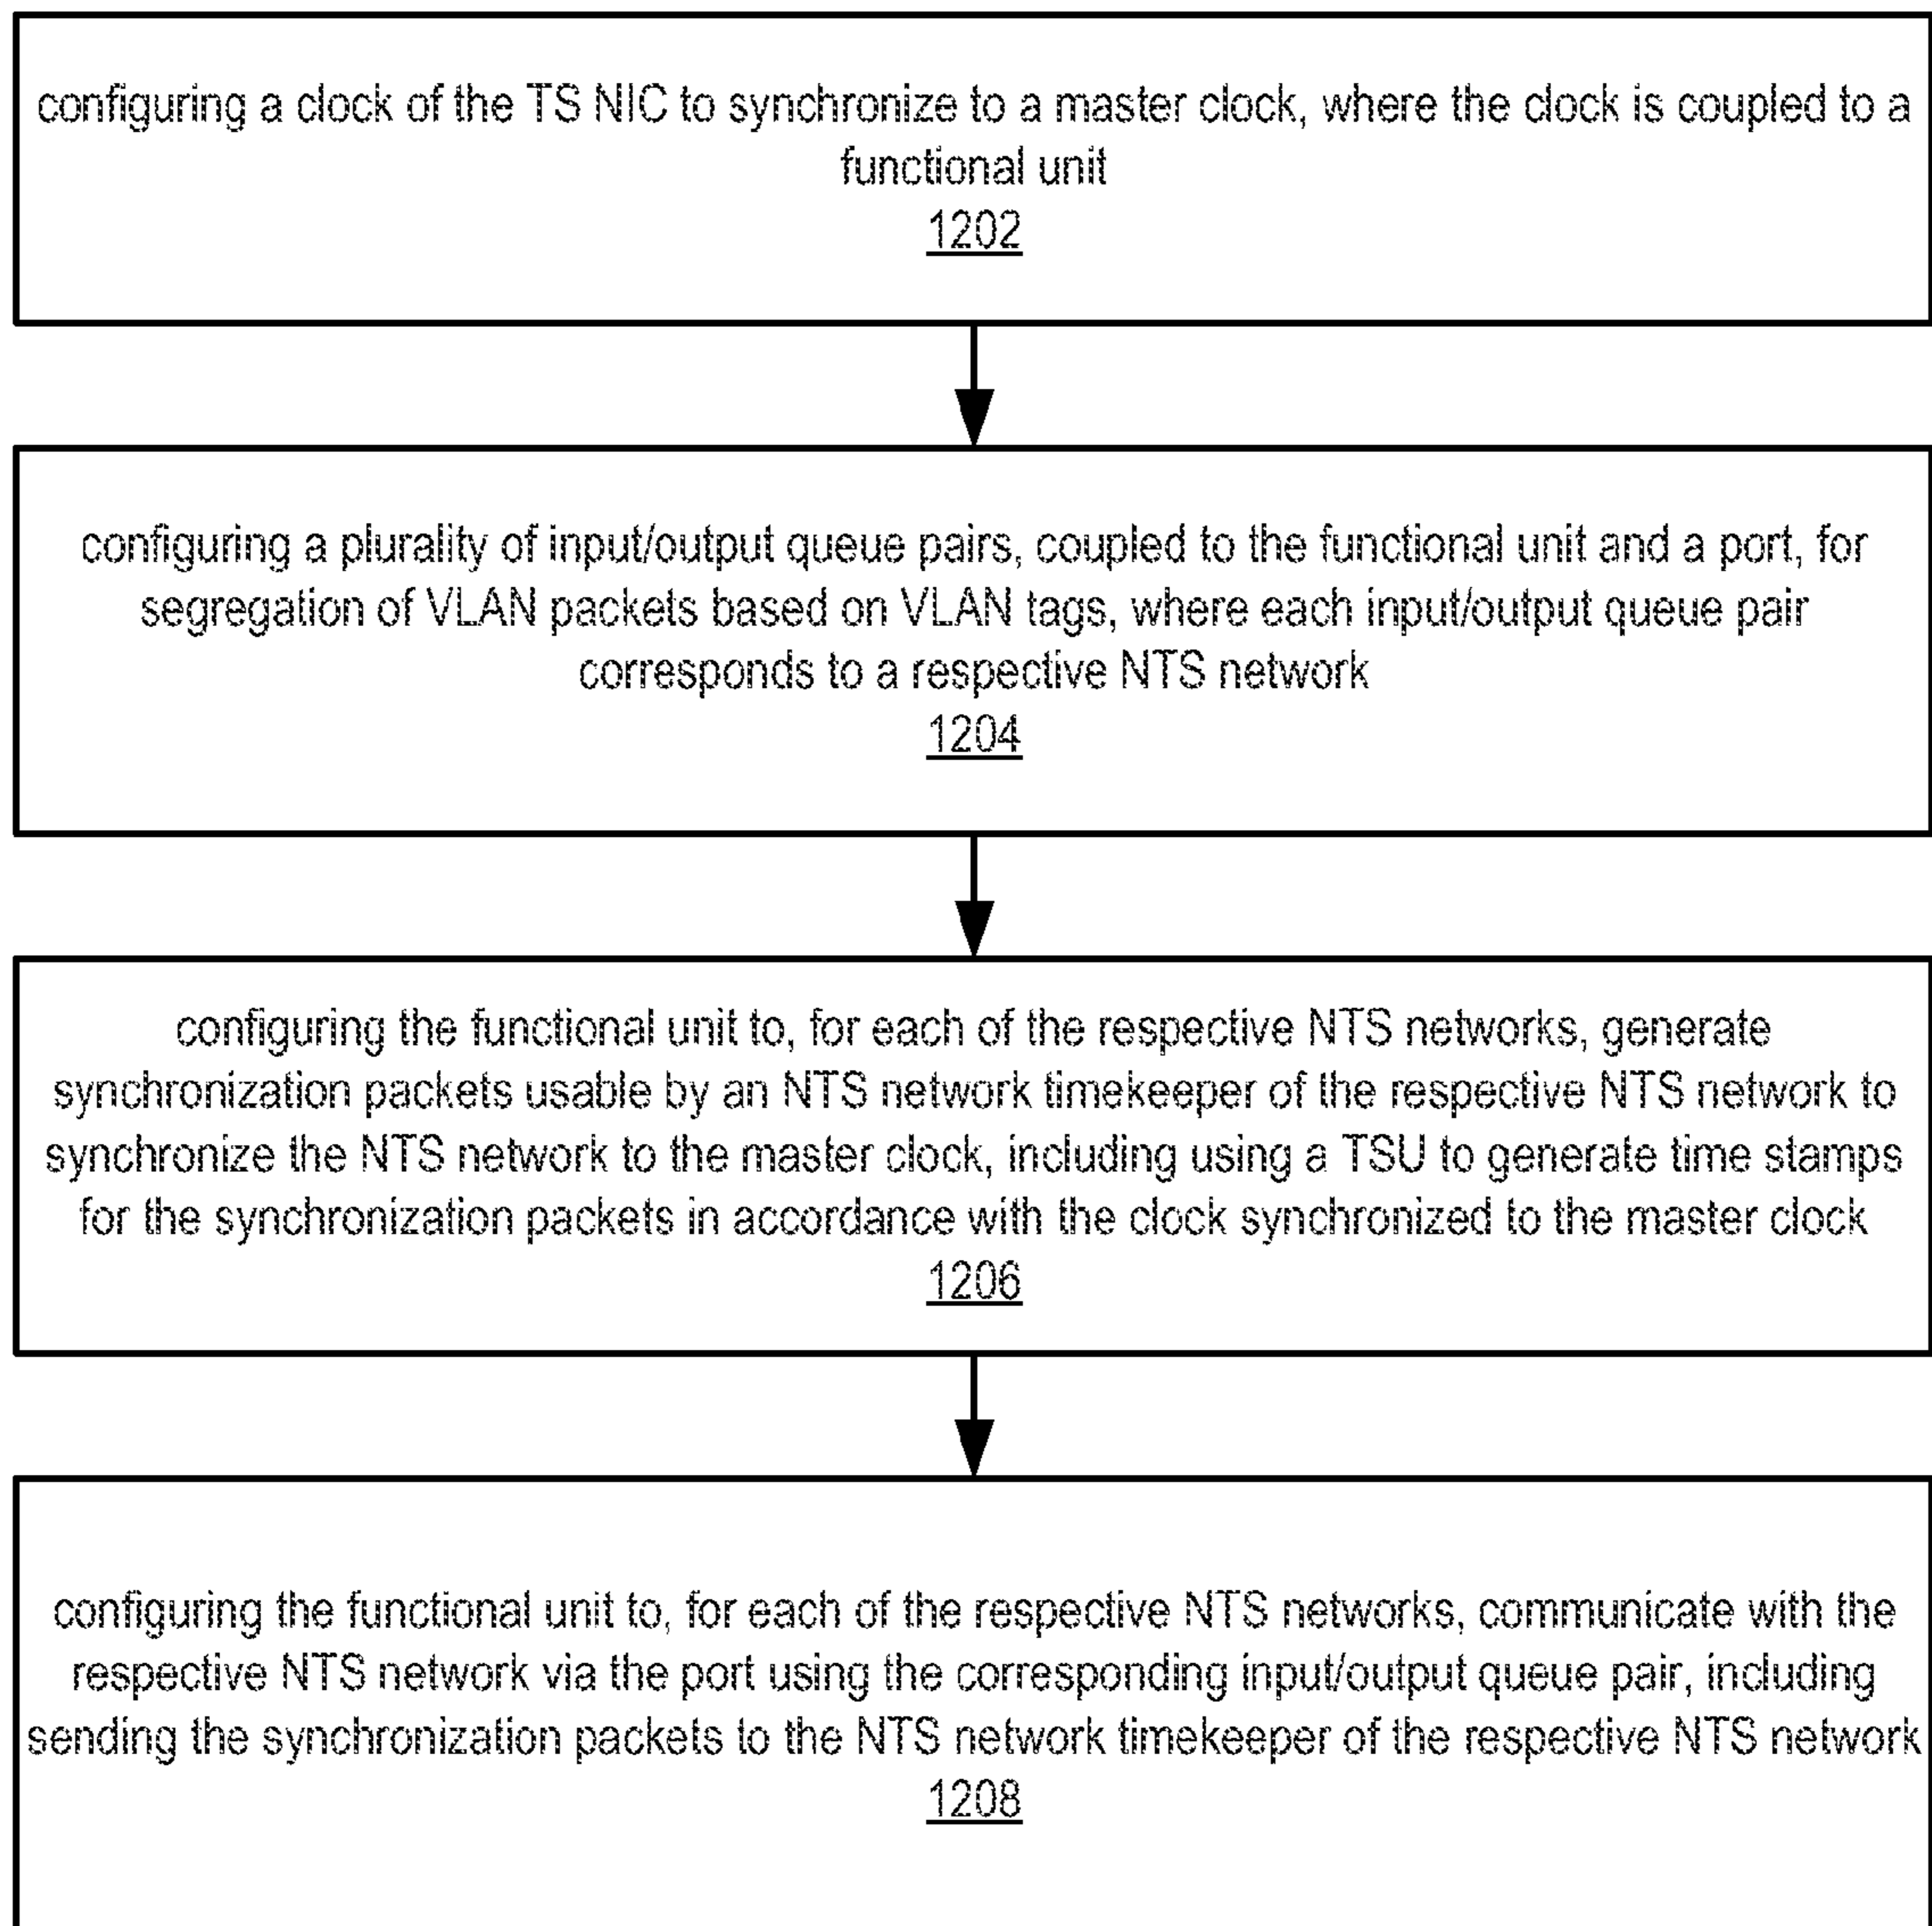 configuring a clock of the TS NIC to synchronize to a master clock, where the clock is coupled to a
functional unit
1202
configuring a plurality of input/output queue pairs, coupled to the functional unit and a port, for
segregation of VLAN packets based on VLAN tags, where each input/output queue pair
corresponds to a respective NTS network
1204
configuring the functional unit to, for each of the respective NTS networks, generate
synchronization packets usable by an NTS network timekeeper of the respective NTS network to
synchronize the NTS network to the master clock, including using a TSU to generate time stamps
for the synchronization packets in accordance with the clock synchronized to the master clock
1206
configuring the functional unit to, for each of the respective NTS networks, communicate with the
respective NTS network via the port using the corresponding input/output queue pair, including
sending the synchronization packets to the NTS network timekeeper of the respective NTS network
1208